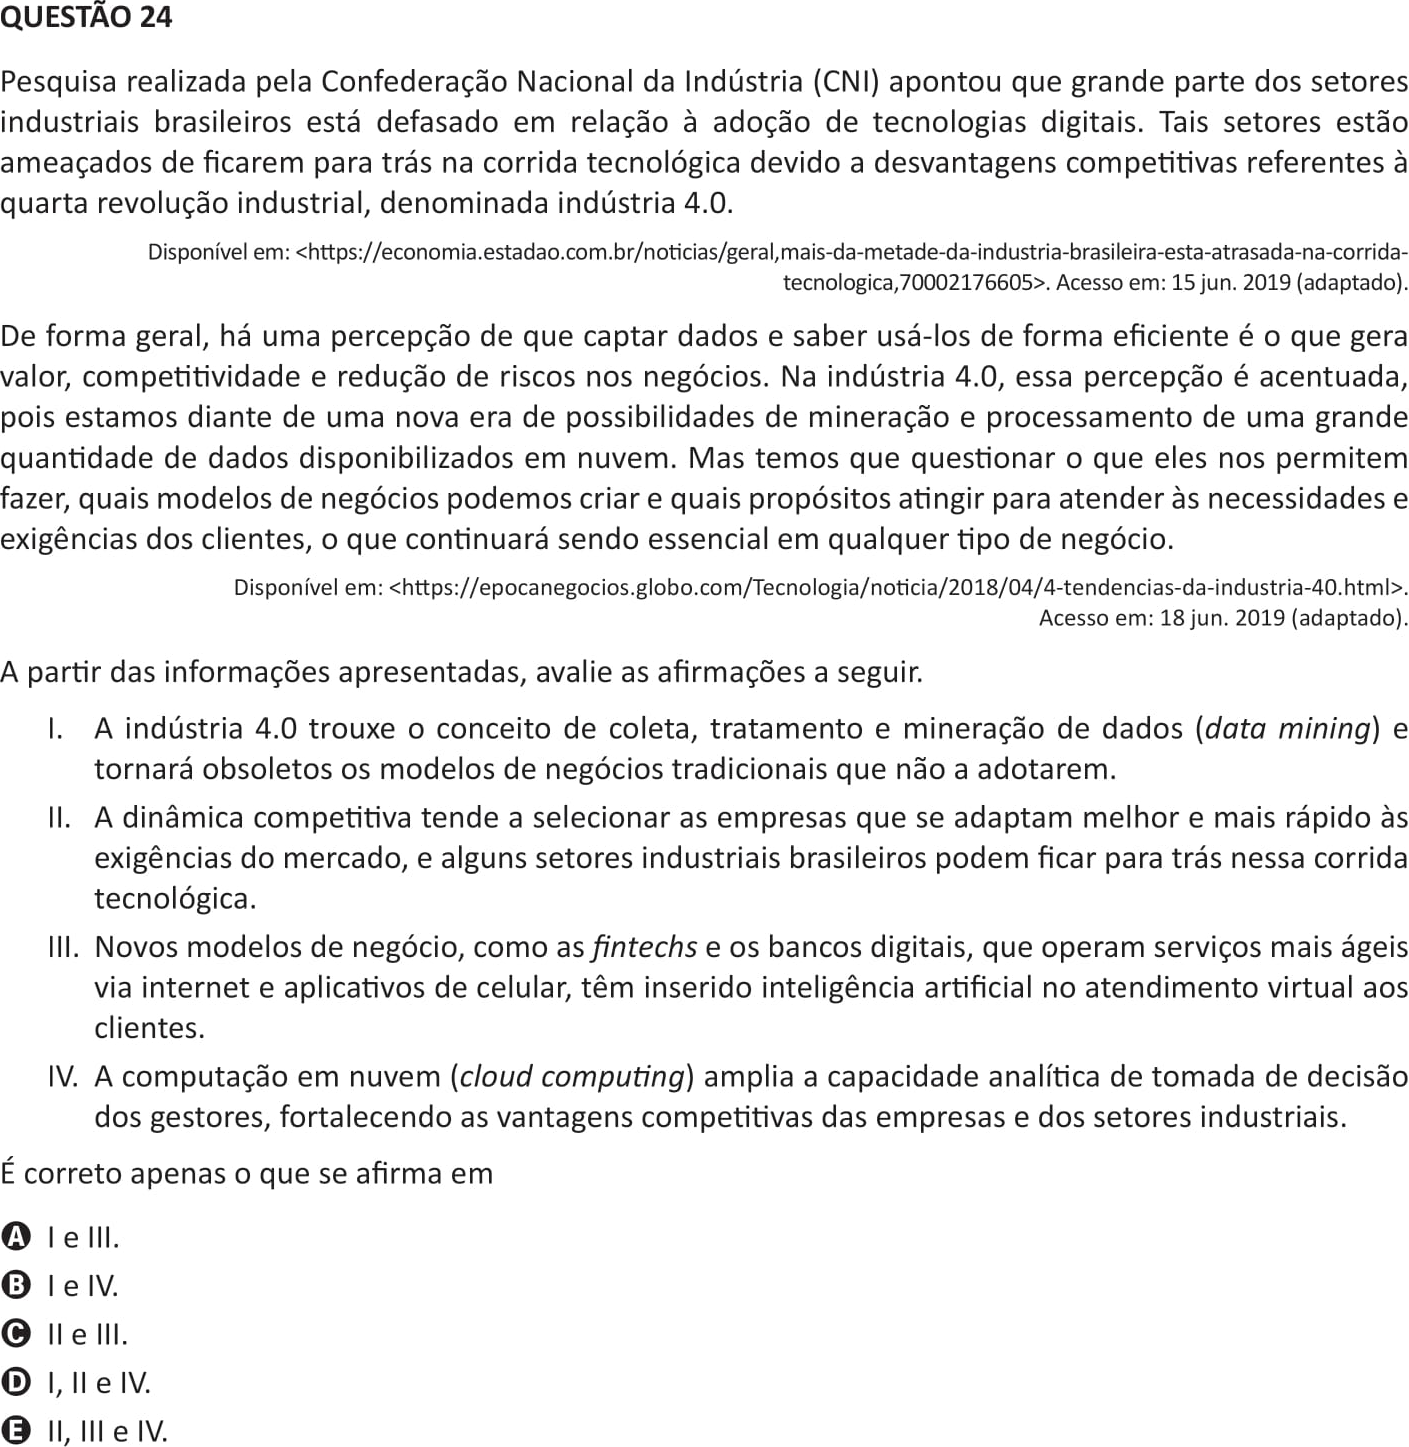 QUESTÃO 24
Pesquisa realizada pela Confederação Nacional da Indústria (CNI) apontou que grande parte dos setores
industriais brasileiros está defasado em relação à adoção de tecnologias digitais. Tais setores estão
ameaçados de ficarem para trás na corrida tecnológica devido a desvantagens competitivas referentes à
quarta revolução industrial, denominada indústria 4.0.
Disponível em: <https://economia.estadao.com.br/noticias/geral,mais-da-metade-da-industria-brasileira-esta-atrasada-na-corrida-
tecnologica,70002176605>. Acesso em: 15 jun. 2019 (adaptado).
De forma geral, há uma percepção de que captar dados e saber usá-los de forma eficiente é o que gera
valor, competitividade e redução de riscos nos negócios. Na indústria 4.0, essa percepção é acentuada,
pois estamos diante de uma nova era de possibilidades de mineração e processamento de uma grande
quantidade de dados disponibilizados em nuvem. Mas temos que questionar o que eles nos permitem
fazer, quais modelos de negócios podemos criar e quais propósitos atingir para atender às necessidades e
exigências dos clientes, o que continuará sendo essencial em qualquer tipo de negócio.
Disponível em: <https://epocanegocios.globo.com/Tecnologia/noticia/2018/04/4-tendencias-da-industria-40.html>.
Acesso em: 18 jun. 2019 (adaptado).
A partir das informações apresentadas, avalie as afirmações a seguir.
I. A indústria 4.0 trouxe o conceito de coleta, tratamento e mineração de dados (data mining) e
tornará obsoletos os modelos de negócios tradicionais que não a adotarem.
II. A dinâmica competitiva tende a selecionar as empresas que se adaptam melhor e mais rápido às
exigências do mercado, e alguns setores industriais brasileiros podem ficar para trás nessa corrida
tecnológica.
III. Novos modelos de negócio, como as fintechs e os bancos digitais, que operam serviços mais ágeis
via internet e aplicativos de celular, têm inserido inteligência artificial no atendimento virtual aos
clientes.
IV. A computação em nuvem (cloud computing) amplia a capacidade analítica de tomada de decisão
dos gestores, fortalecendo as vantagens competitivas das empresas e dos setores industriais.
É correto apenas o que se afirma em
A I e III.
B I e IV.
C II e III.
D I, II e IV.
E II, III e IV.